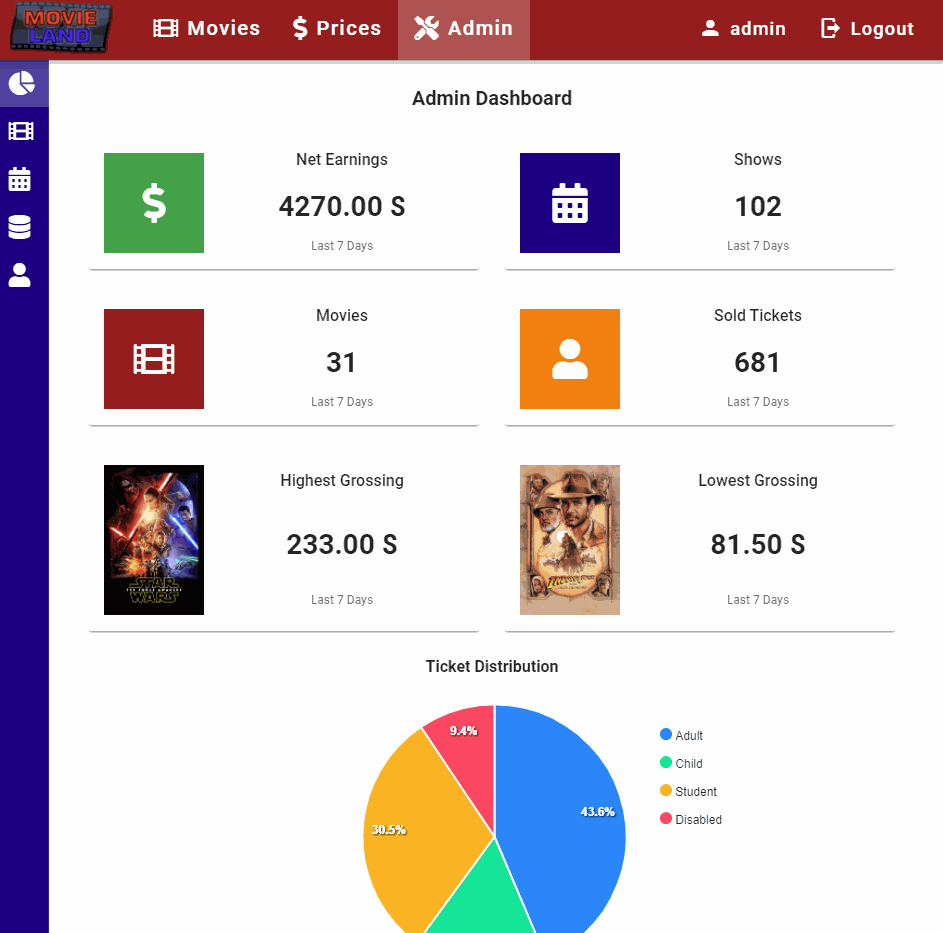 MOVIE
LAND
Movies
Prices
Admin
admin
Logout
Admin Dashboard
Net Earnings
4270.00 S
Last 7 Days
Shows
102
Last 7 Days
Movies
31
Last 7 Days
Sold Tickets
681
Last 7 Days
Highest Grossing
233.00 S
Last 7 Days
STAR
THE FORCE AWAKENS
WARS
Lowest Grossing
81.50 S
Last 7 Days
Ticket Distribution
9.4%
43.6%
30.5%
Adult
Child
Student
Disabled